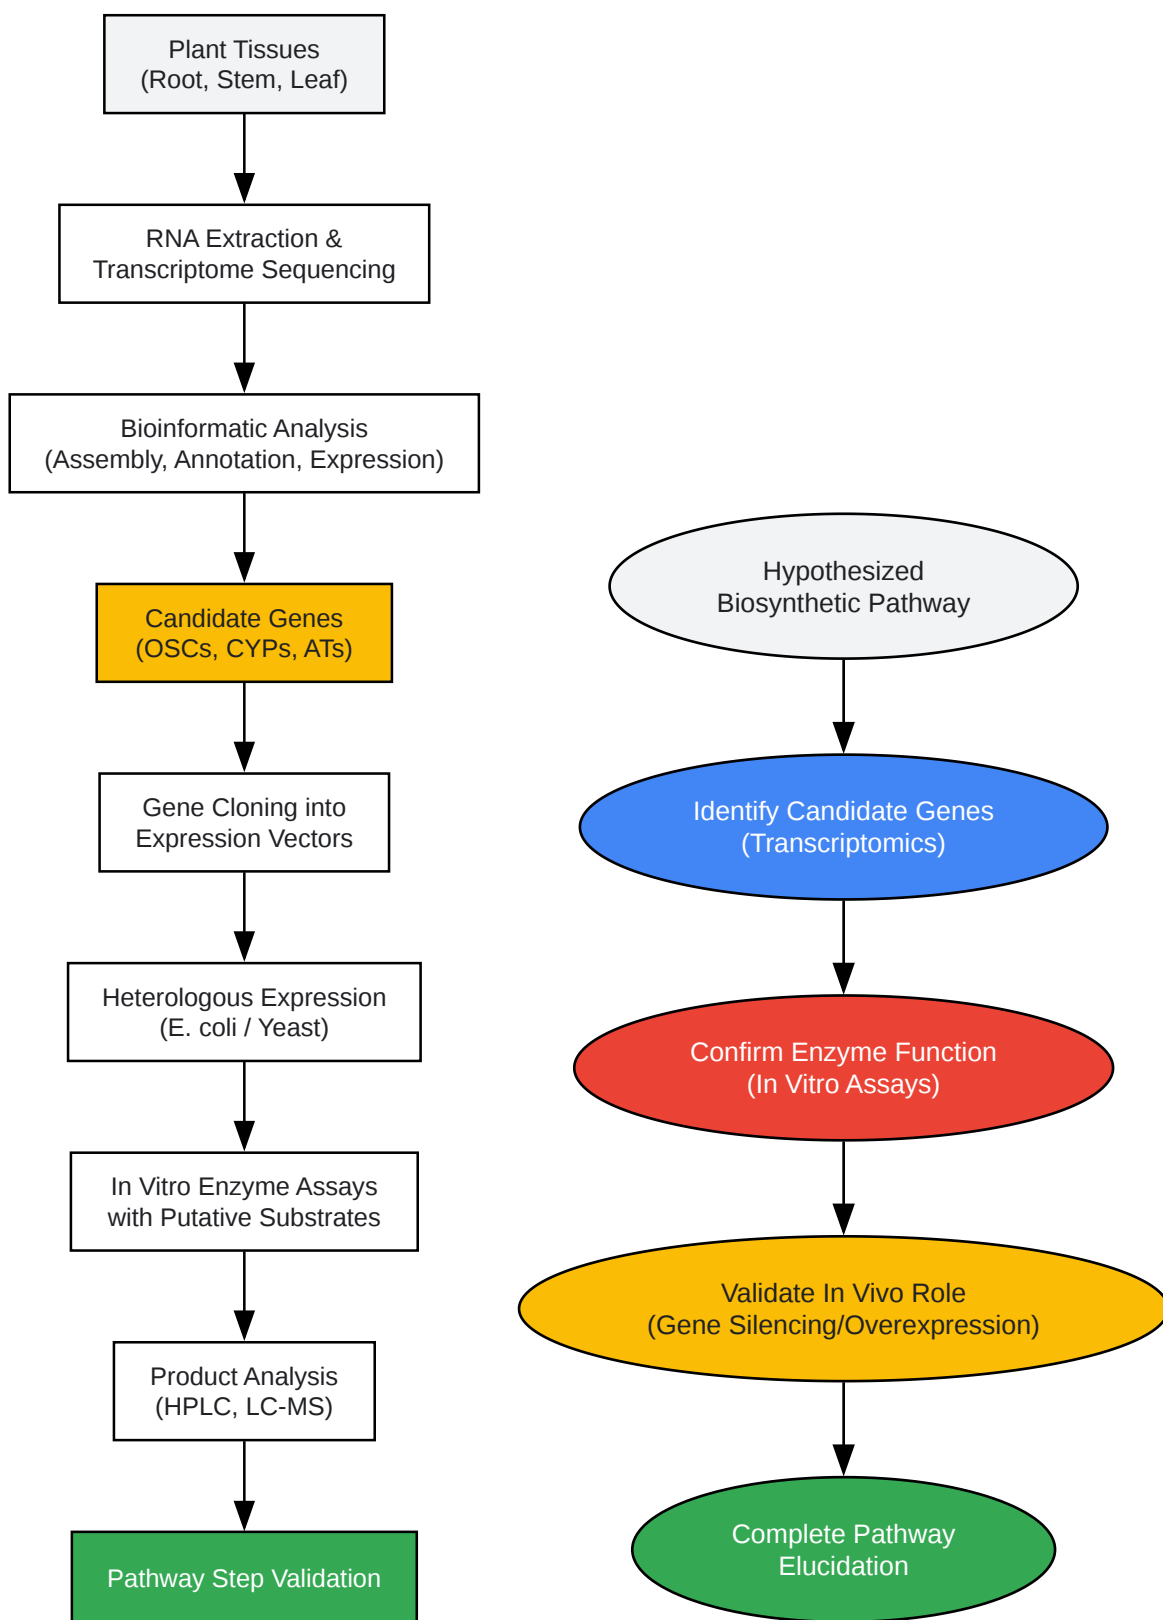 Plant Tissues
(Root, Stem, Leaf)
RNA Extraction &
Transcriptome Sequencing
Bioinformatic Analysis
(Assembly, Annotation, Expression)
Candidate Genes
(OSCs, CYPs, ATs)
Gene Cloning into
Expression Vectors
Heterologous Expression
(E. coli / Yeast)
In Vitro Enzyme Assays
with Putative Substrates
Product Analysis
(HPLC, LC-MS)
Pathway Step Validation
Hypothesized
Biosynthetic Pathway
Identify Candidate Genes
(Transcriptomics)
Confirm Enzyme Function
(In Vitro Assays)
Validate In Vivo Role
(Gene Silencing/Overexpression)
Complete Pathway
Elucidation